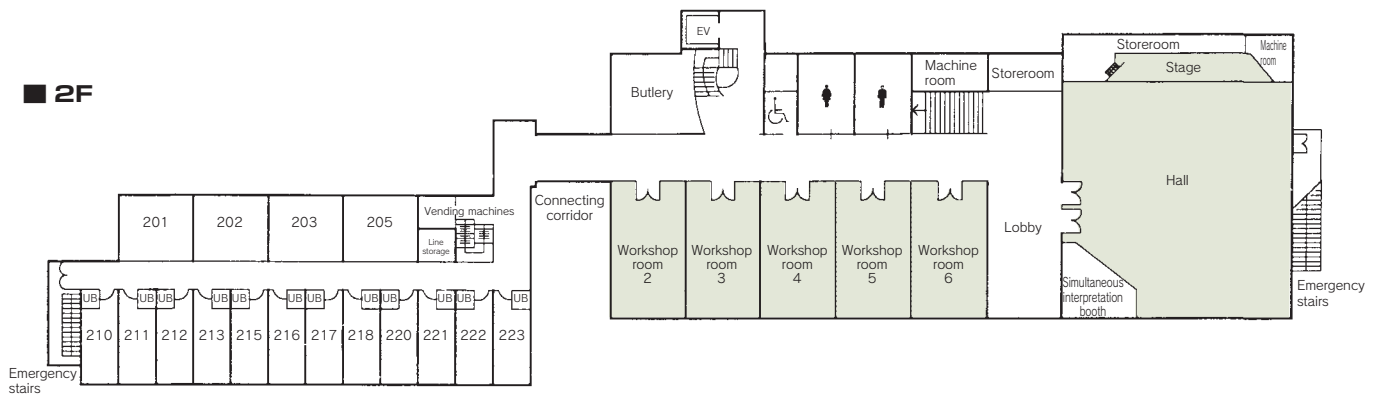 ■ 2F
EV
Butlery
Machine
room
Storeroom
Storeroom
Machine
room
Stage
Hall
201
202
203
205
Vending machines
Line
storage
Connecting
corridor
Workshop
room
2
Workshop
room
3
Workshop
room
4
Workshop
room
5
Workshop
room
6
Lobby
Simultaneous
interpretation
booth
Emergency
stairs
UB
UB
UB
UB
UB
UB
UB
UB
UB
UB
UB
UB
210
211
212
213
215
216
217
218
220
221
222
223
Emergency
stairs